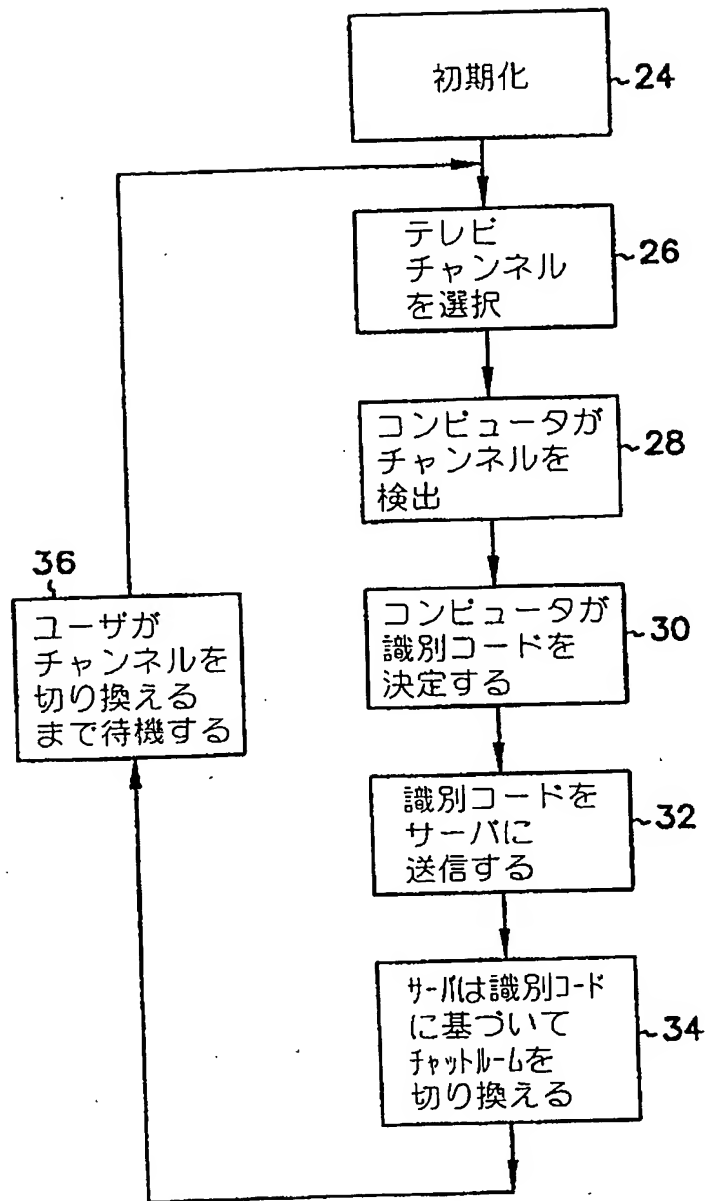 初期化
24
テレビ
チャンネル
を選択
26
コンピュータが
チャンネルを
検出
28
コンピュータが
識別コードを
決定する
30
識別コードを
サーバに
送信する
32
サーバは識別コード
に基づいて
チャットルームを
切り換える
34
36
ユーザが
チャンネルを
切り換える
まで待機する